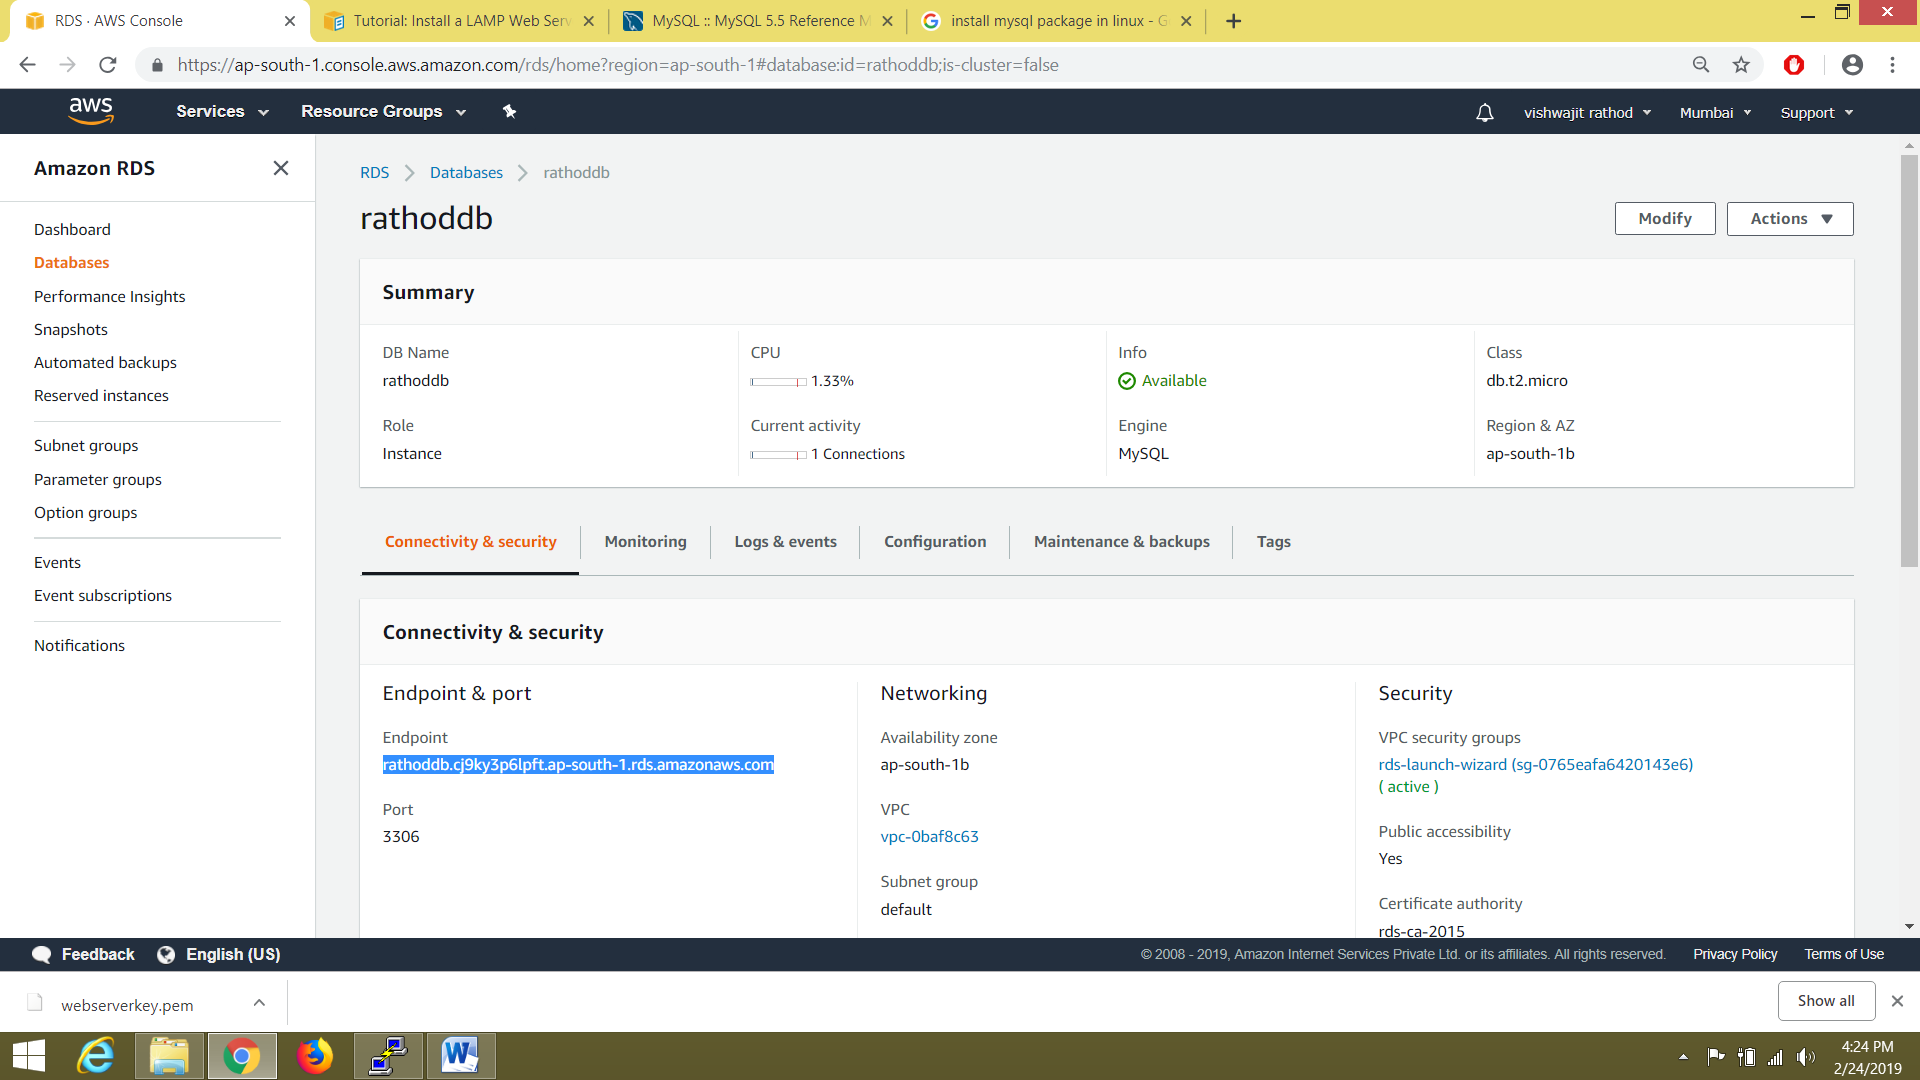 RDS · AWS Console
Tutorial: Install a LAMP Web Serv
MySQL :: MySQL 5.5 Reference M
install mysql package in linux - G
https://ap-south-1.console.aws.amazon.com/rds/home?region=ap-south-1#database:id=rathoddb;is-cluster=false
aws
Services
Resource Groups
vishwajit rathod
Mumbai
Support
Amazon RDS
Dashboard
Databases
Performance Insights
Snapshots
Automated backups
Reserved instances
Subnet groups
Parameter groups
Option groups
Events
Event subscriptions
Notifications
RDS
Databases
rathoddb
rathoddb
Modify
Actions
Summary
DB Name
rathoddb
CPU
1.33%
Info
Available
Class
db.t2.micro
Role
Instance
Current activity
1 Connections
Engine
MySQL
Region & AZ
ap-south-1b
Connectivity & security
Monitoring
Logs & events
Configuration
Maintenance & backups
Tags
Connectivity & security
Endpoint & port
Endpoint
rathoddb.cj9ky3p6lpft.ap-south-1.rds.amazonaws.com
Port
3306
Networking
Availability zone
ap-south-1b
VPC
vpc-0baf8c63
Subnet group
default
Security
VPC security groups
rds-launch-wizard (sg-0765eafa6420143e6)
( active )
Public accessibility
Yes
Certificate authority
rds-ca-2015
Feedback
English (US)
© 2008 - 2019, Amazon Internet Services Private Ltd. or its affiliates. All rights reserved.
Privacy Policy
Terms of Use
webserverkey.pem
Show all
4:24 PM
2/24/2019